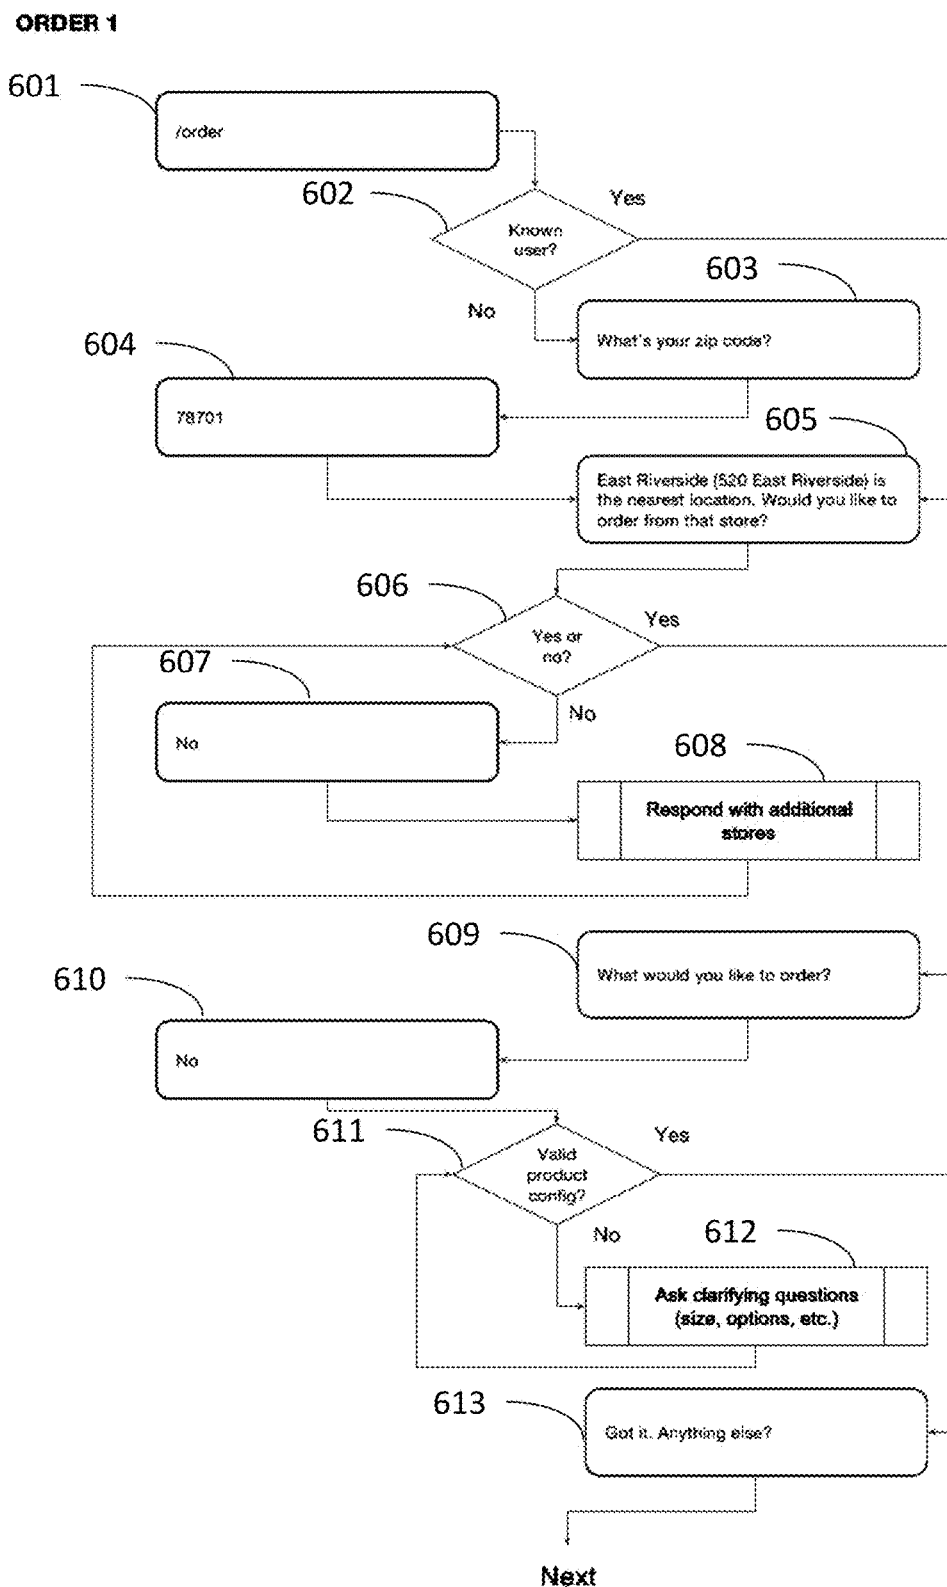 ORDER 1
601
/order
602
Yes
Known
user?
603
No
What's your zip code?
604
78701
605
East Riverside (520 East Riverside) is
the nearest location. Would you like to
order from that store?
606
Yes
Yes or
no?
607
No
No
608
Respond with additional
stores
609
What would you like to order?
610
No
611
Yes
Valid
product
config?
No
612
Ask clarifying questions
(size, options, etc.)
613
Got it. Anything else?
Next